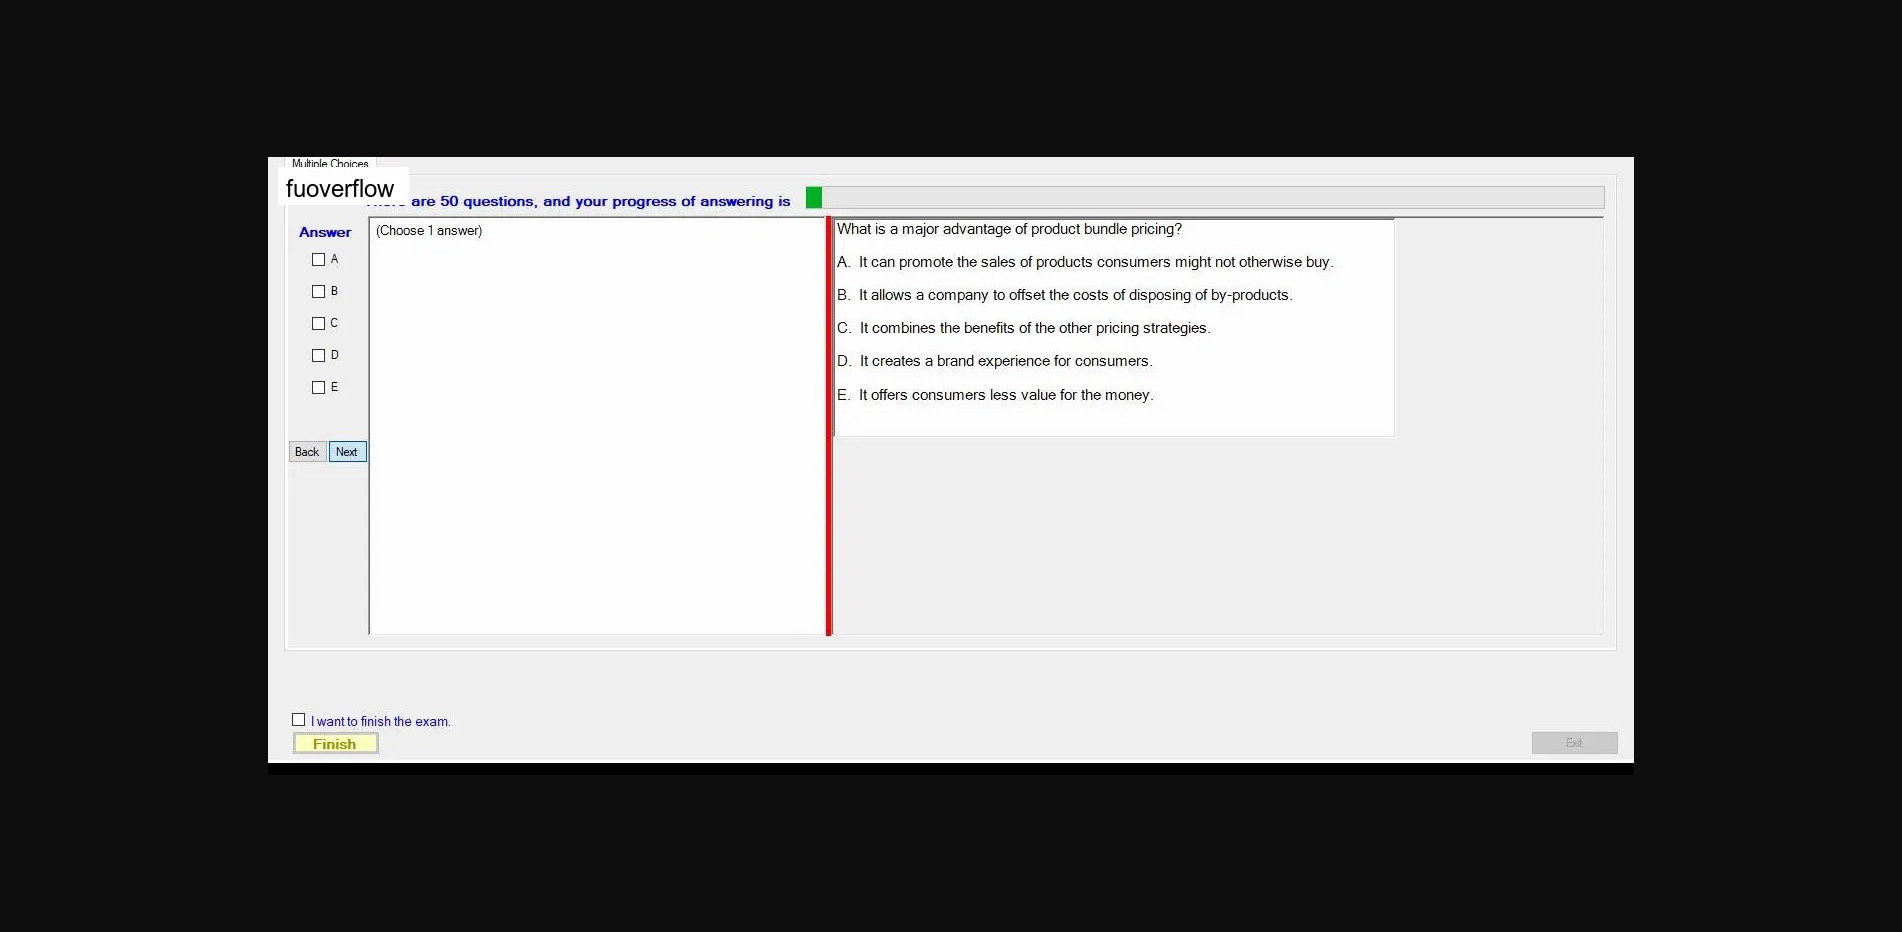 Multiple Choices
fuoverflow
are 50 questions, and your progress of answering is
Answer
(Choose 1 answer)
A
B
C
D
E
Back Next
What is a major advantage of product bundle pricing?
A. It can promote the sales of products consumers might not otherwise buy.
B. It allows a company to offset the costs of disposing of by-products.
C. It combines the benefits of the other pricing strategies.
D. It creates a brand experience for consumers.
E. It offers consumers less value for the money.
I want to finish the exam.
Finish
Exit